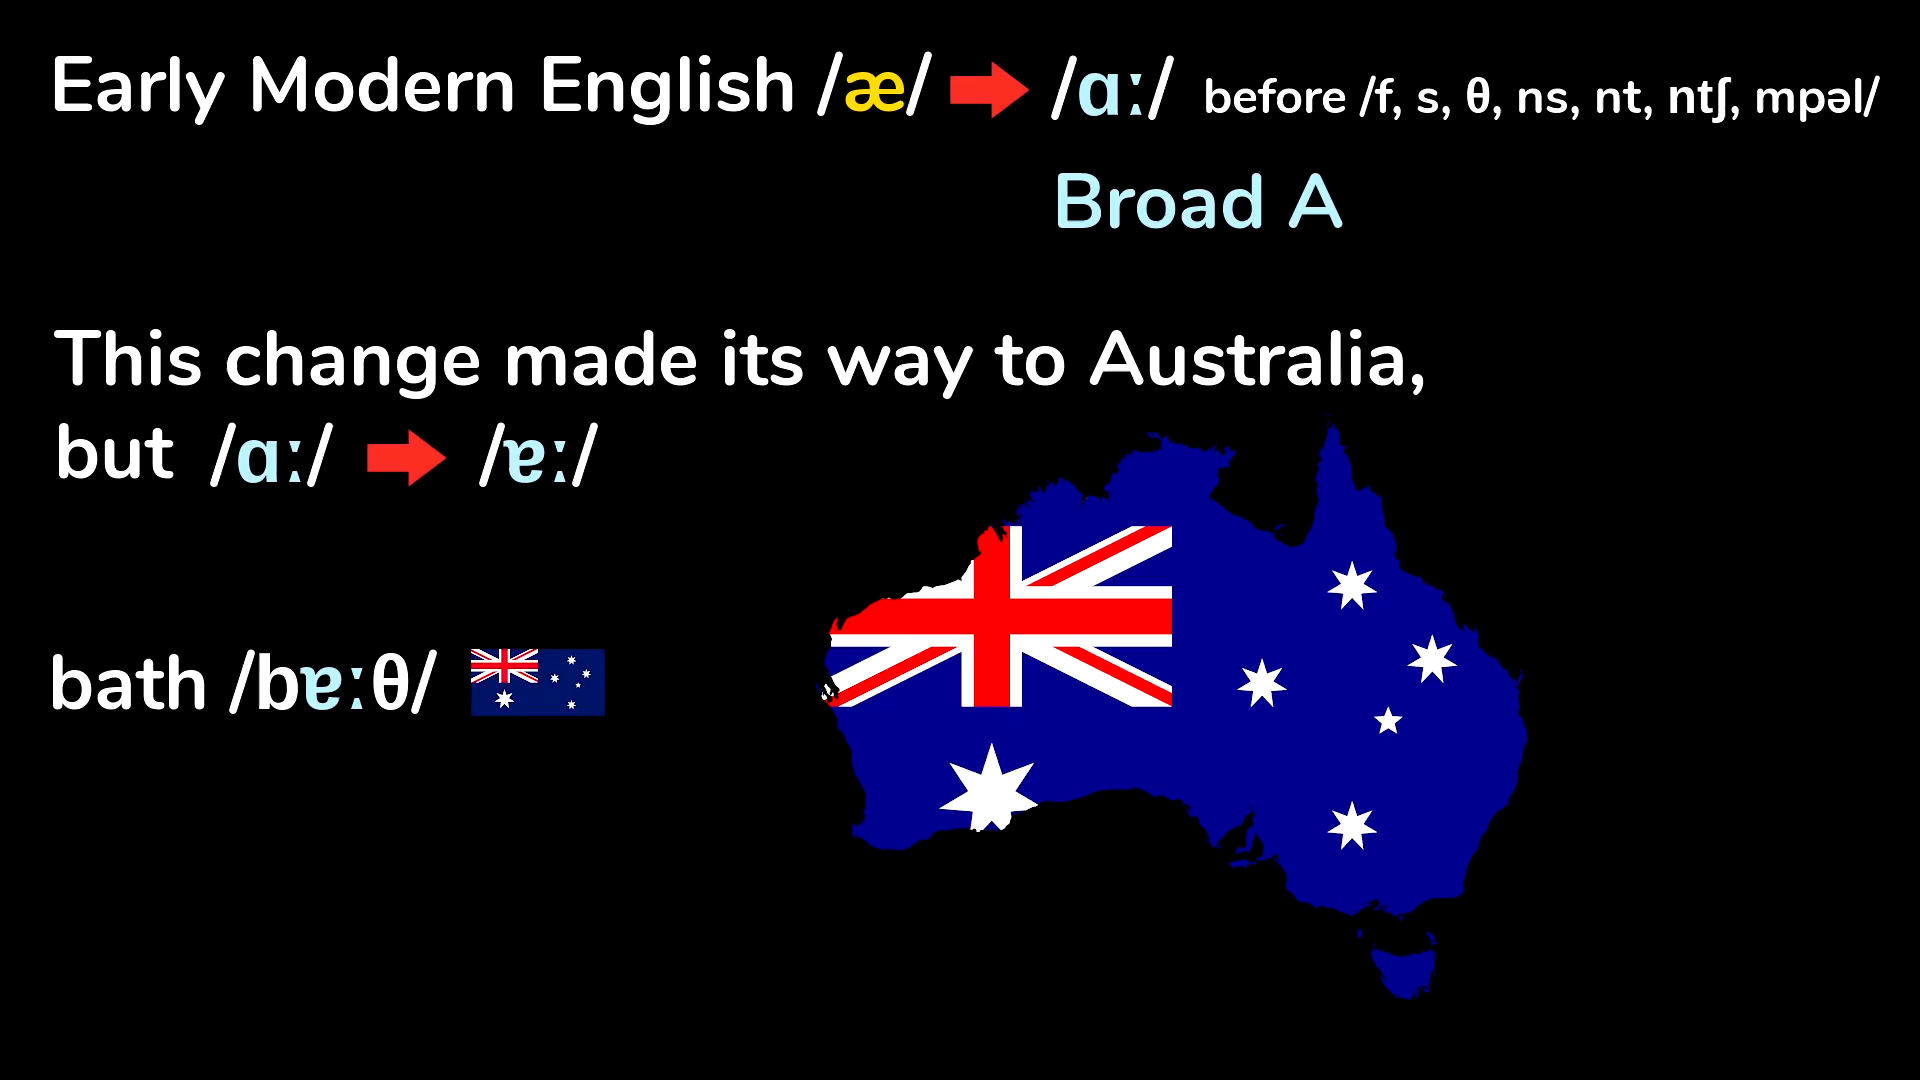 Early Modern English /æ/ ➡ /ɑː/ before /f, s, θ, ns, nt, ntʃ, mpəl/
Broad A
This change made its way to Australia,
but /ɑː/ ➡ /ɐː/
bath /bɐːθ/